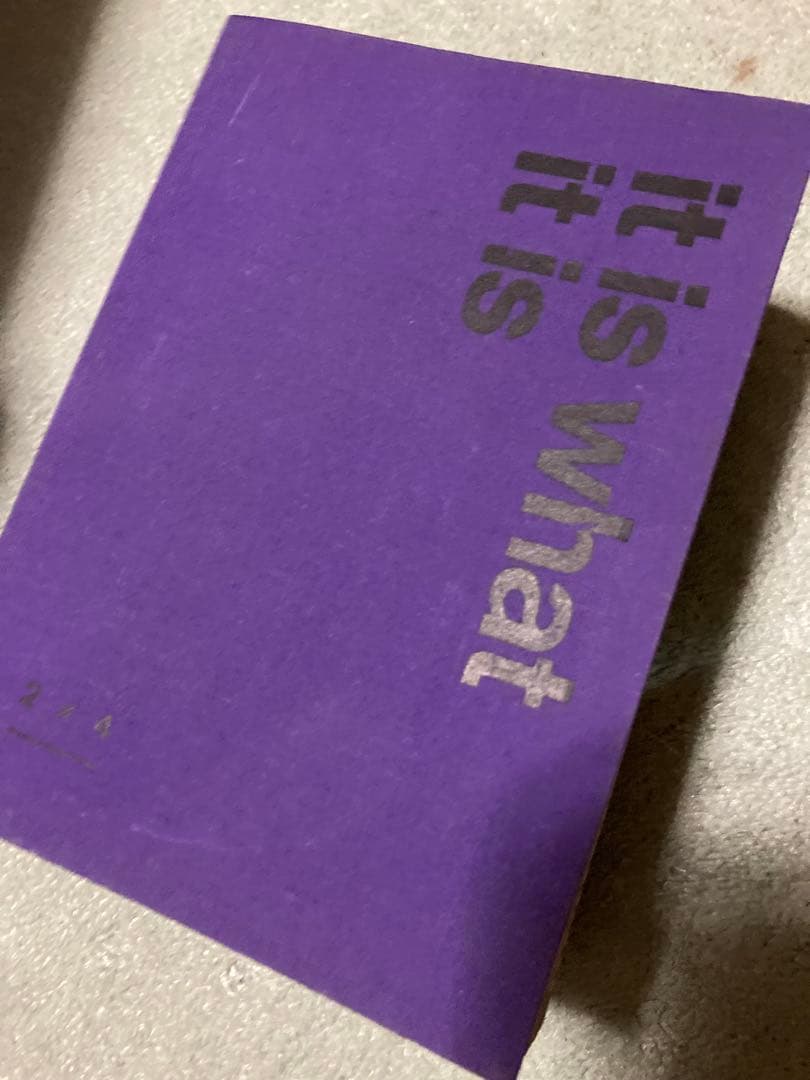 it is what
it is
2 × 4